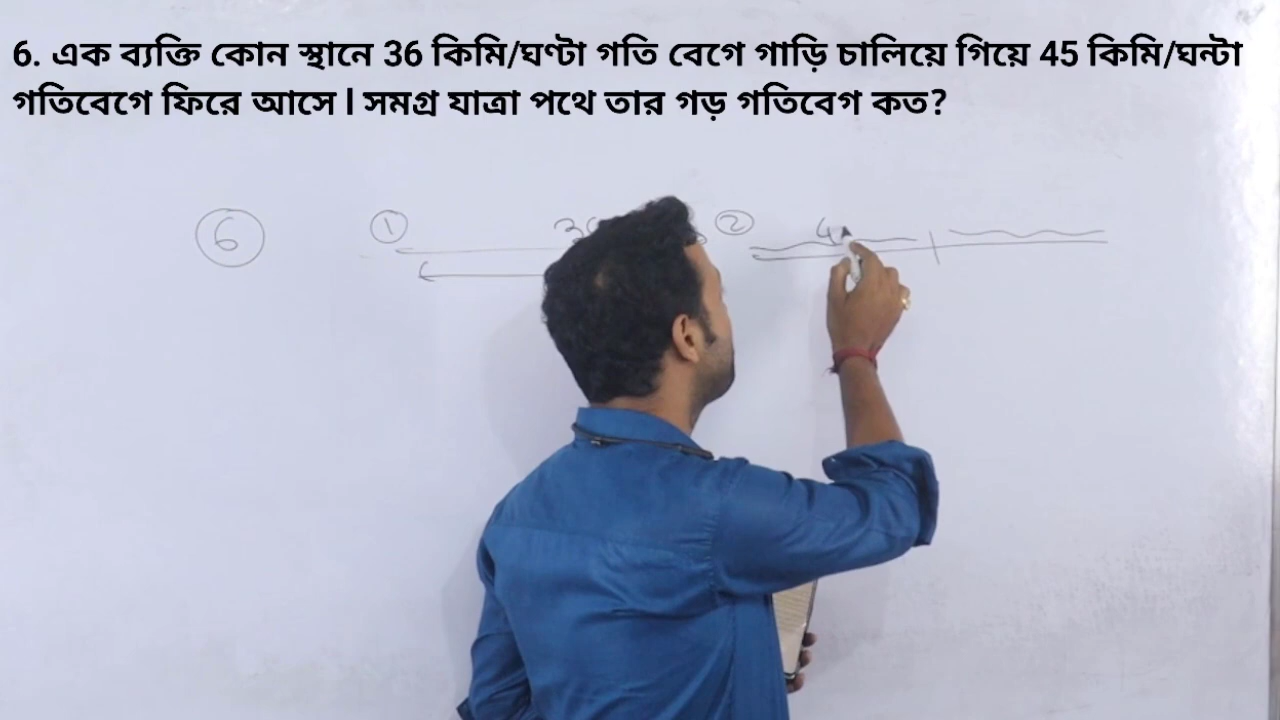 6. এক ব্যক্তি কোন স্থানে 36 কিমি/ঘণ্টা গতি বেগে গাড়ি চালিয়ে গিয়ে 45 কিমি/ঘন্টা
গতিবেগে ফিরে আসে l সমগ্র যাত্রা পথে তার গড় গতিবেগ কত?
6 1 2